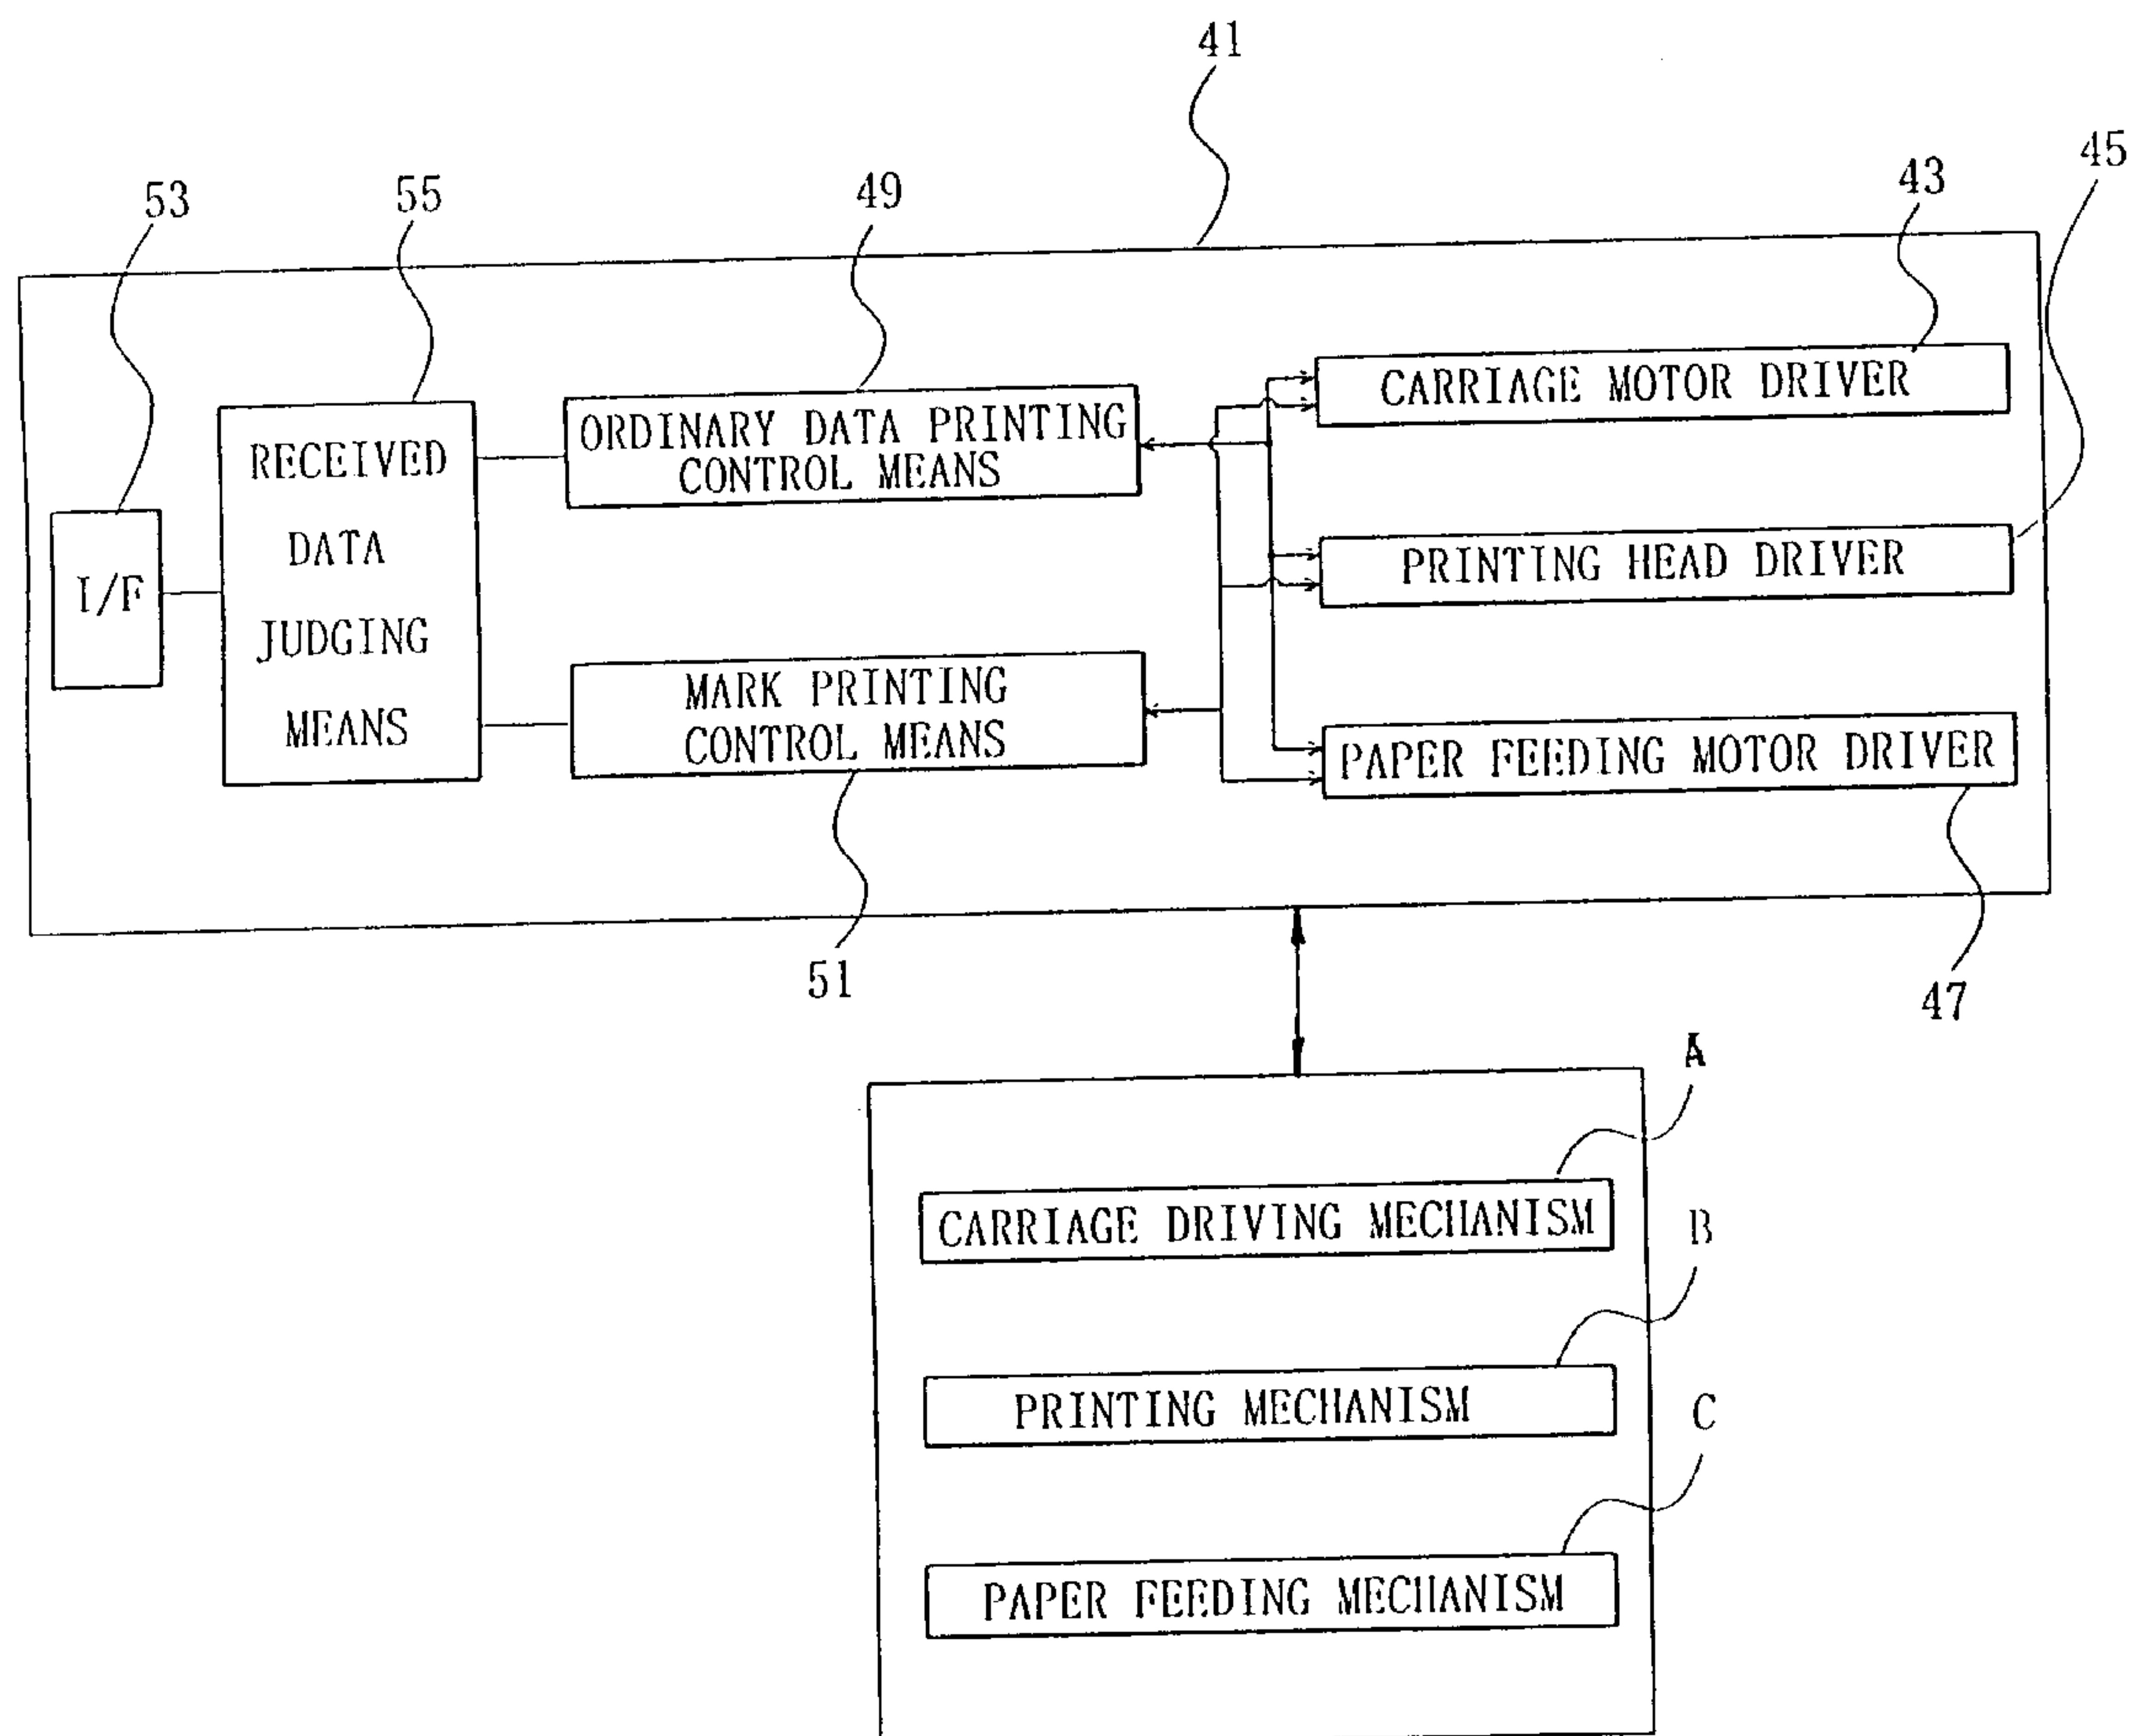 41
45
43
53
55
49
CARRIAGE MOTOR DRIVER
ORDINARY DATA PRINTING
CONTROL MEANS
RECEIVED
DATA
JUDGING
MEANS
I/F
PRINTING HEAD DRIVER
MARK PRINTING
CONTROL MEANS
PAPER FEEDING MOTOR DRIVER
51
47
A
CARRIAGE DRIVING MECHANISM
B
PRINTING MECHANISM
C
PAPER FEEDING MECHANISM